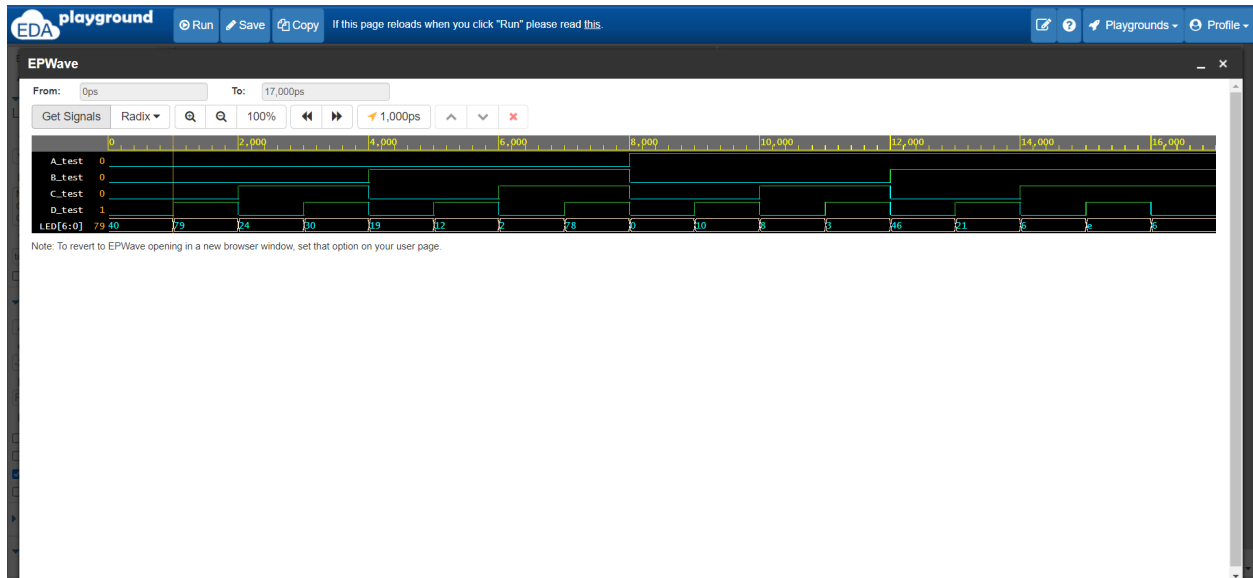 EDA playground Run Save Copy If this page reloads when you click "Run" please read this. Playgrounds Profile
EPWave
From: 0ps To: 17,000ps
Get Signals Radix 100% 1,000ps
0 2,000 4,000 6,000 8,000 10,000 12,000 14,000 16,000
A_test 0
B_test 0
C_test 0
D_test 1
LED[6:0] 79 40 79 24 30 19 12 2 78 0 10 8 3 46 21 6 e 6
Note: To revert to EPWave opening in a new browser window, set that option on your user page.